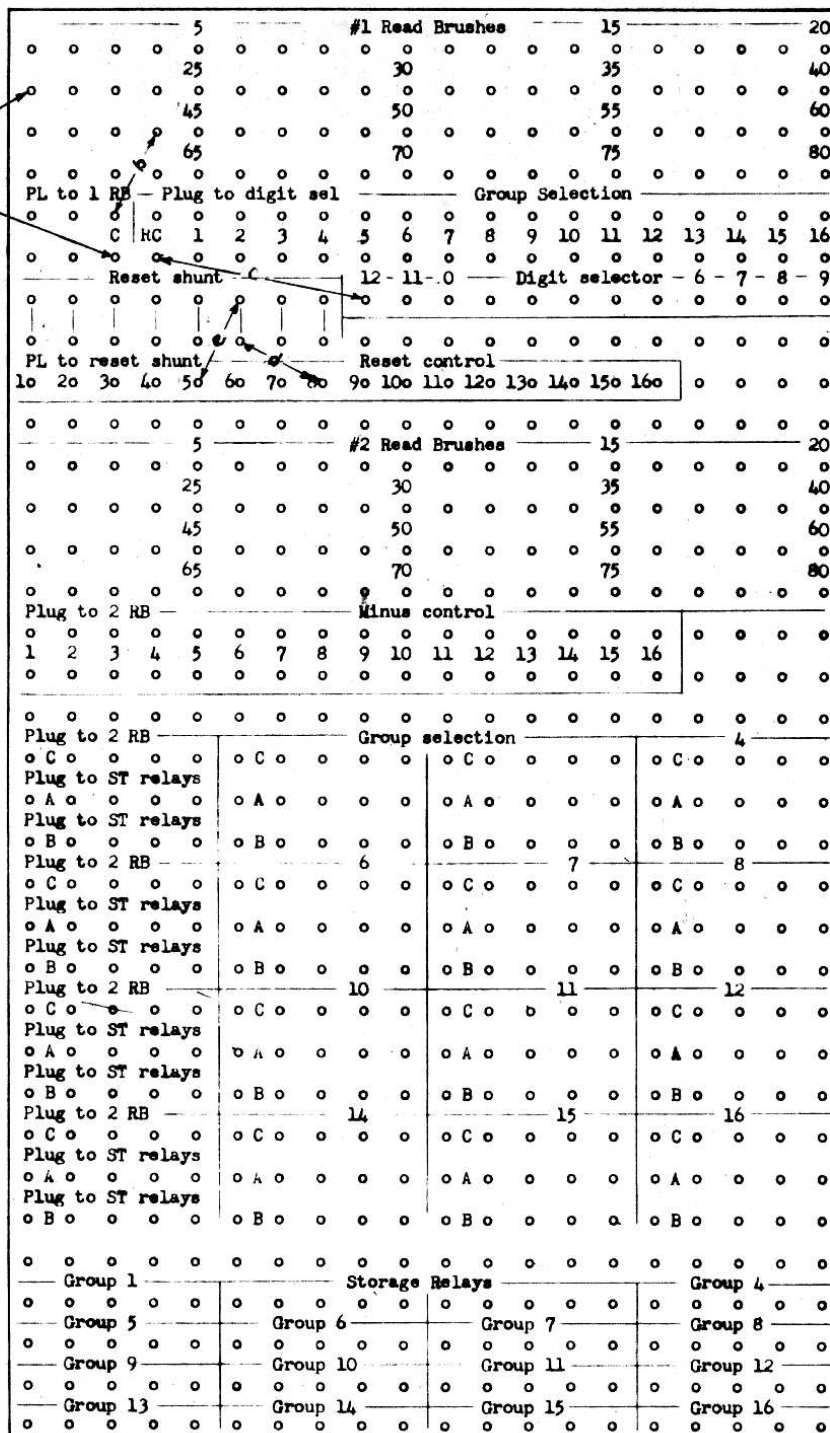 5 #1 Read Brushes 15 20
25 30 35 40
45 50 55 60
b
65 70 75 80
PL to 1 RB Plug to digit sel Group Selection
C RC 1 2 3 4 5 6 7 8 9 10 11 12 13 14 15 16
Reset shunt c 12 - 11 - 0 Digit selector - 6 - 7 - 8 - 9
e d
PL to reset shunt Reset control
1 2 3 4 5 6 7 8 9 10 11 12 13 14 15 16
5 #2 Read Brushes 15 20
25 30 35 40
45 50 55 60
65 70 75 80
Plug to 2 RB Minus control
1 2 3 4 5 6 7 8 9 10 11 12 13 14 15 16
Plug to 2 RB Group selection 4
C C C C
Plug to ST relays
A A A A
Plug to ST relays
B B B B
Plug to 2 RB 6 7 8
C C C C
Plug to ST relays
A A A A
Plug to ST relays
B B B B
Plug to 2 RB 10 11 12
C C C C
Plug to ST relays
A A A A
Plug to ST relays
B B B B
Plug to 2 RB 14 15 16
C C C C
Plug to ST relays
A A A A
Plug to ST relays
B B B B
Group 1 Storage Relays Group 4
Group 5 Group 6 Group 7 Group 8
Group 9 Group 10 Group 11 Group 12
Group 13 Group 14 Group 15 Group 16